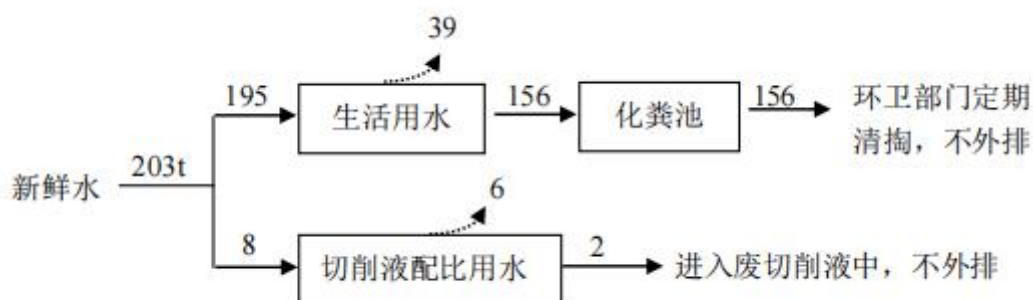 39
195
生活用水
156
化粪池
156
环卫部门定期
清掏，不外排
新鲜水
203t
6
8
切削液配比用水
2
进入废切削液中，不外排